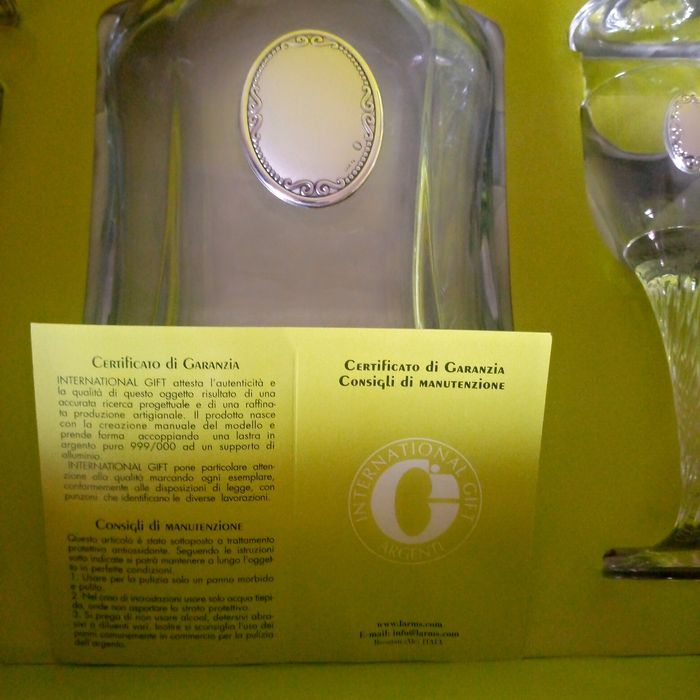 Certificato di Garanzia
INTERNATIONAL GIFT attesta l'autenticità e
la qualità di questo oggetto risultato di una
accurata ricerca progettuale e di una raffina-
ta produzione artigianale. Il prodotto nasce
con la creazione manuale del modello e
prende forma accoppiando una lastra in
argento puro 999/000 ad un supporto di
alluminio.
INTERNATIONAL GIFT pone particolare atten-
zione alla qualità marcando ogni esemplare,
conformemente alle disposizioni di legge, con
punzoni che identificano le diverse lavorazioni.
Consigli di manutenzione
Questo articolo è stato sottoposto a trattamento
protettivo antiossidante. Seguendo le istruzioni
sotto indicate si potrà mantenere a lungo l'ogget-
to in perfette condizioni.
1. Usare per la pulizia solo un panno morbido
e pulito.
2. Nel caso di incrostazioni usare solo acqua tiepi-
da, onde non asportare lo strato protettivo.
3. Si prega di non usare alcool, detersivi abra-
sivi o diluenti vari. Inoltre si sconsiglia l'uso dei
panni comunemente in commercio per la pulizia
dell'argento.
Certificato di Garanzia
Consigli di manutenzione
INTERNATIONAL GIFT
ARGENTI
www.larms.com
E-mail: info@larms.com
ITALY